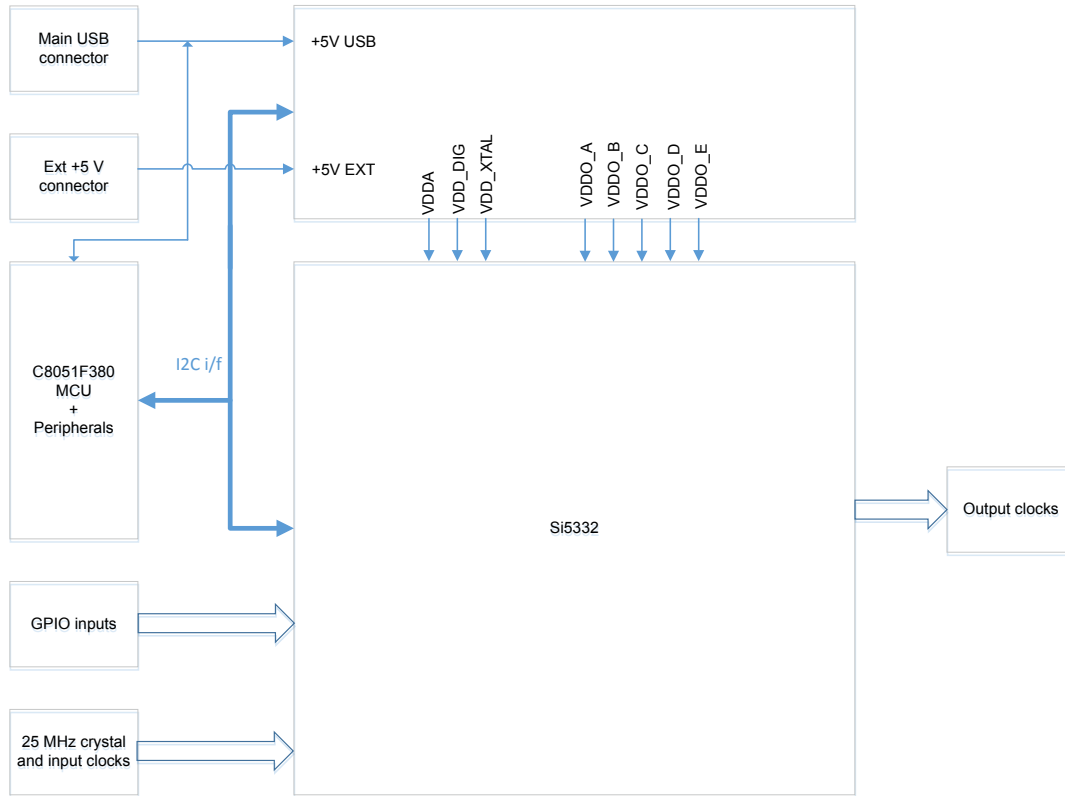 Main USB
connector
+5V USB
Ext +5 V
connector
+5V EXT
VDDA
VDD_DIG
VDD_XTAL
VDDO_A
VDDO_B
VDDO_C
VDDO_D
VDDO_E
C8051F380
MCU
+
Peripherals
I2C i/f
Si5332
Output clocks
GPIO inputs
25 MHz crystal
and input clocks